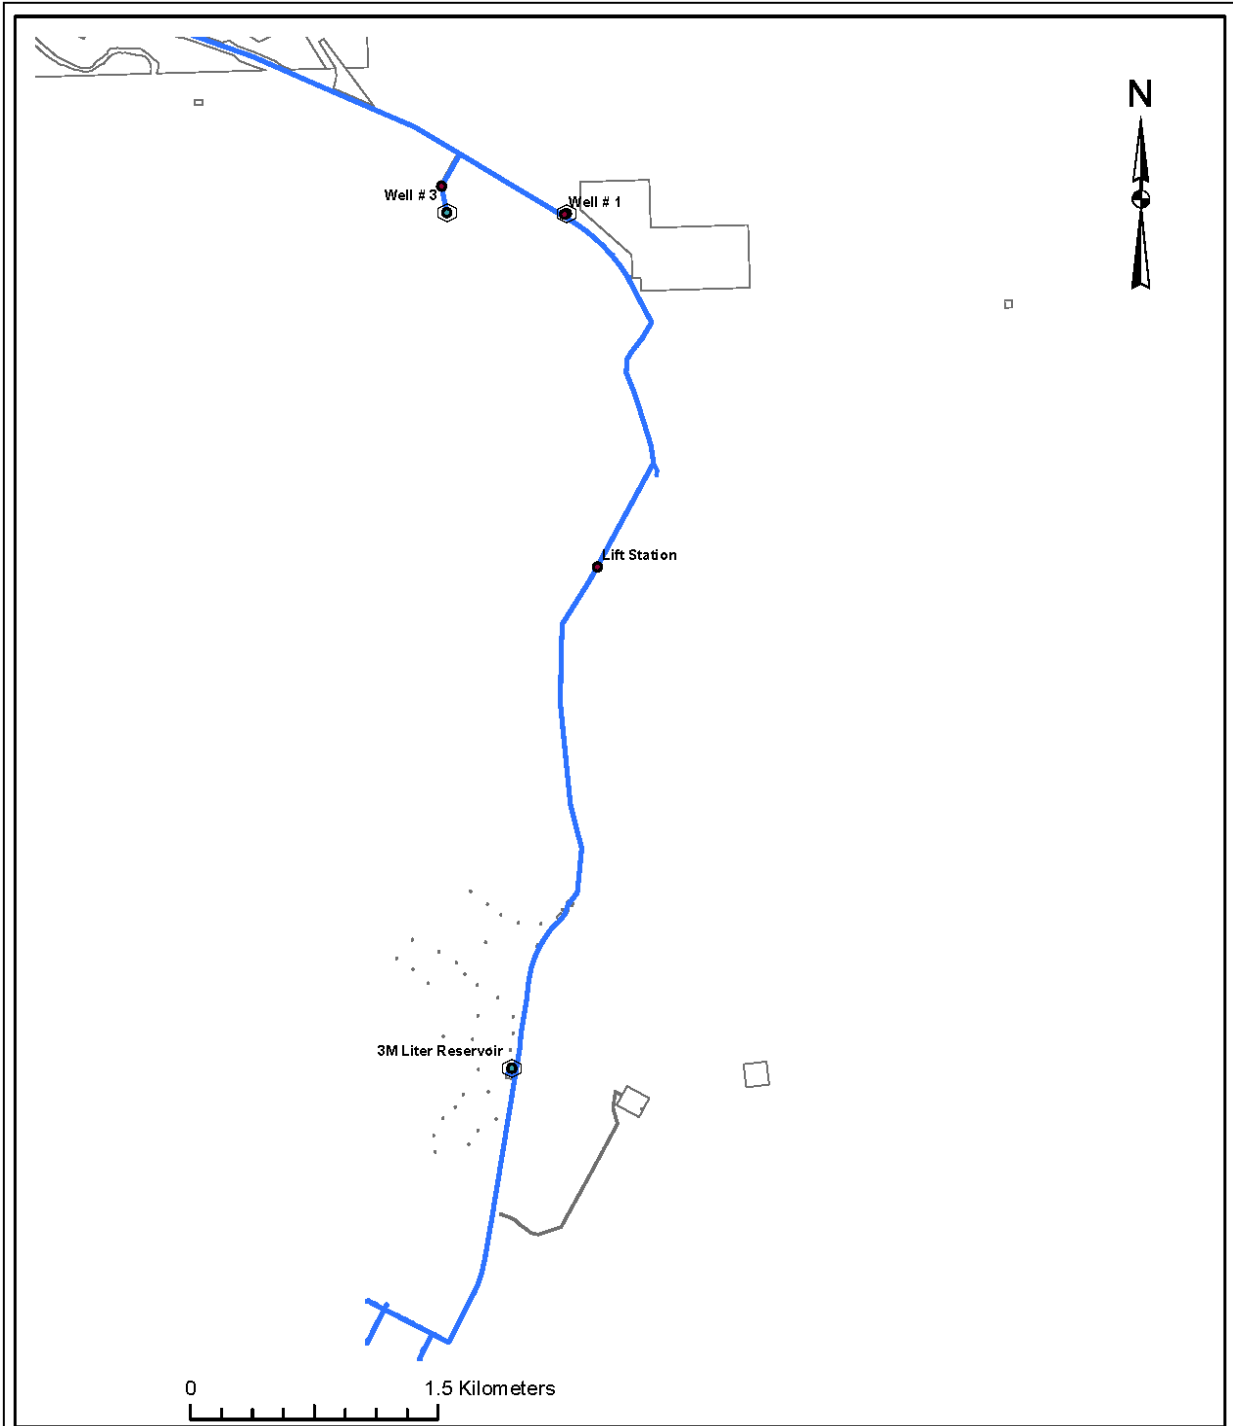 N
Well # 3
Well # 1
Lift Station
3M Liter Reservoir
0 1.5 Kilometers